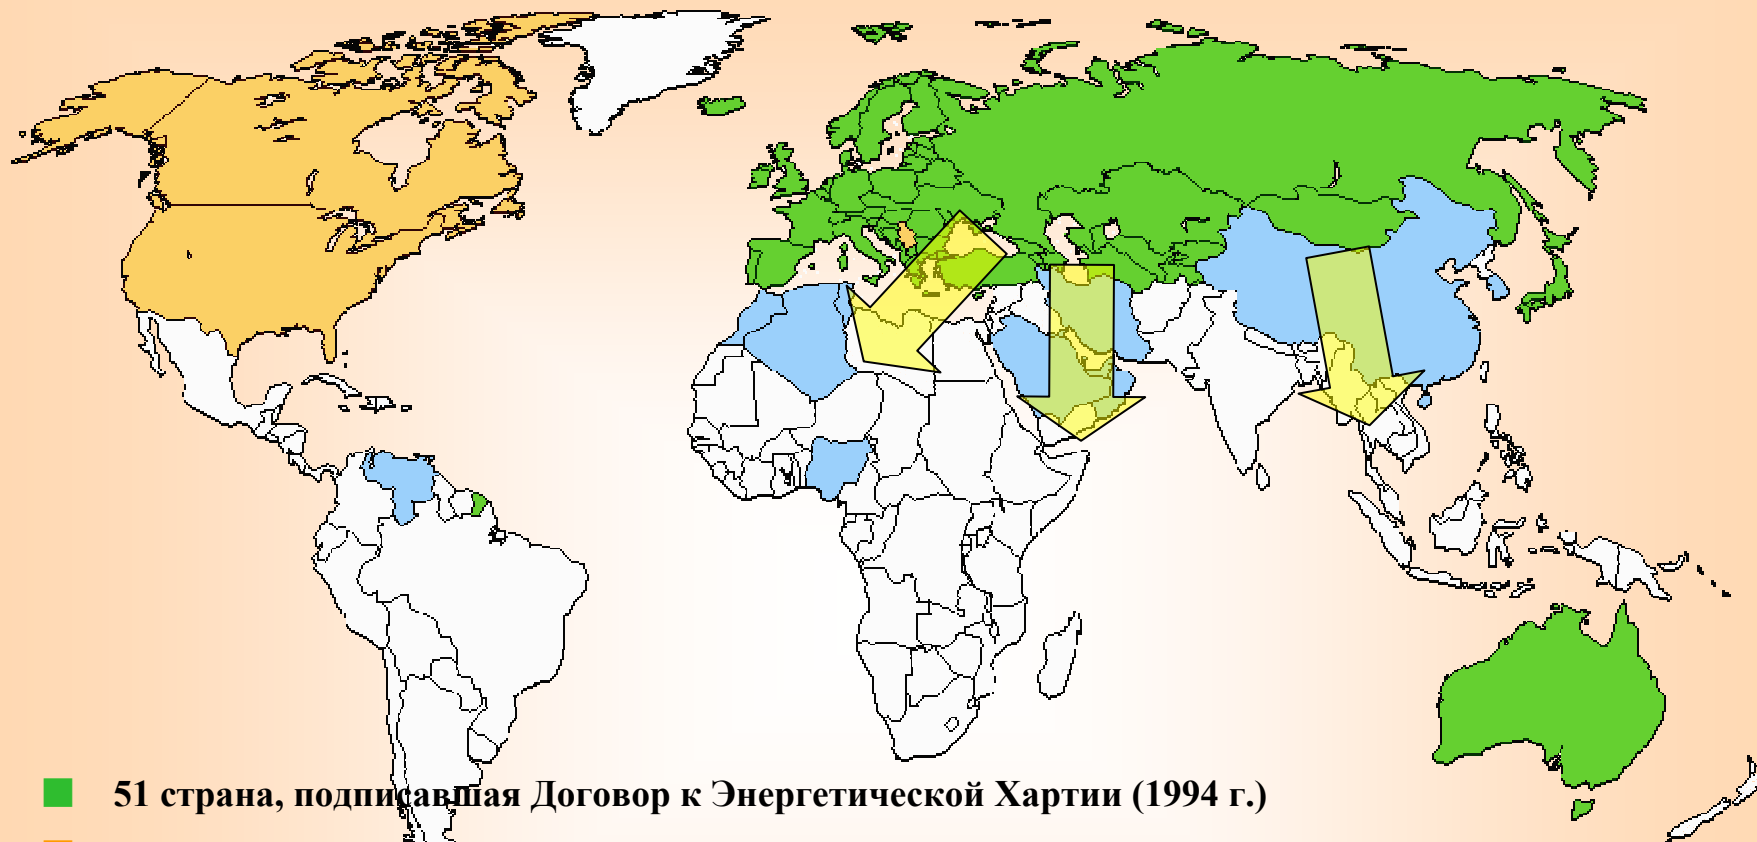 51 страна, подписавшая Договор к Энергетической Хартии (1994 г.)